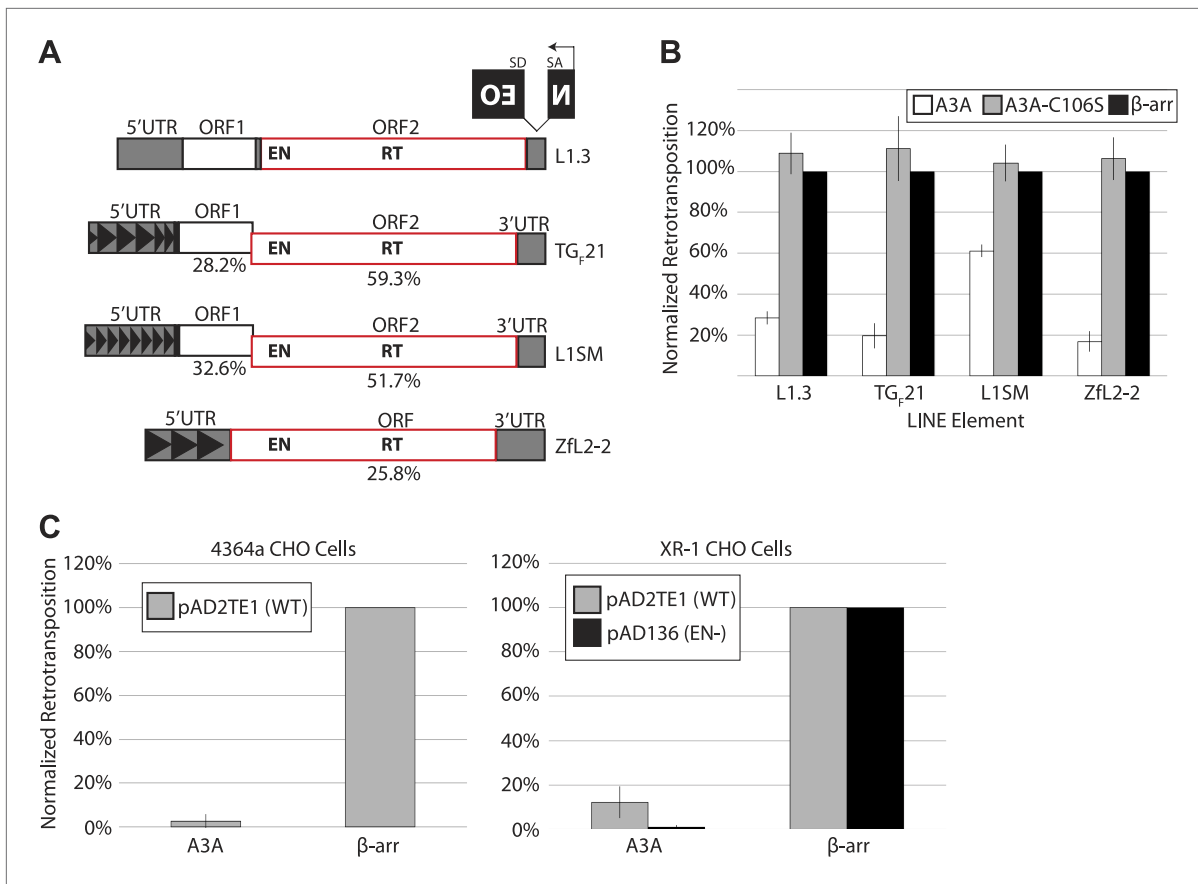 A
SD SA
NEO
5'UTR ORF1 ORF2
EN RT
L1.3
5'UTR ORF1 ORF2 3'UTR
EN RT
TGF21
28.2% 59.3%
5'UTR ORF1 ORF2 3'UTR
EN RT
L1SM
32.6% 51.7%
5'UTR ORF 3'UTR
EN RT
ZfL2-2
25.8%
B
A3A A3A-C106S β-arr
Normalized Retrotransposition
120%
100%
80%
60%
40%
20%
L1.3 TGF21 L1SM ZfL2-2
LINE Element
C
4364a CHO Cells
Normalized Retrotransposition
120%
100%
80%
60%
40%
20%
0%
pAD2TE1 (WT)
A3A β-arr
XR-1 CHO Cells
120%
100%
80%
60%
40%
20%
0%
pAD2TE1 (WT)
pAD136 (EN-)
A3A β-arr